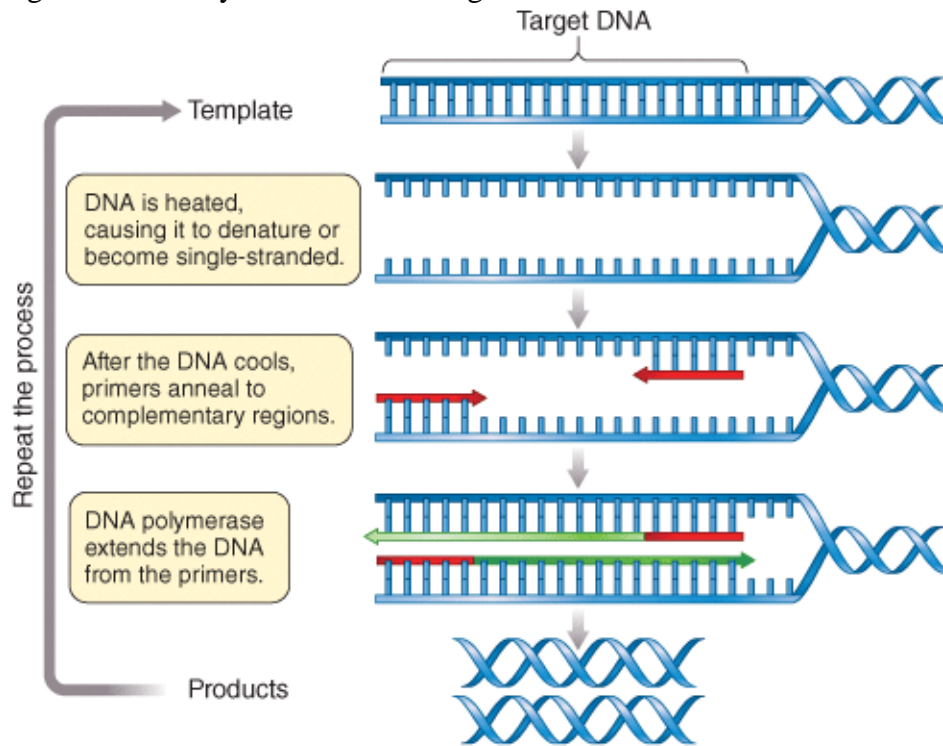 Target DNA
Template
DNA is heated,
causing it to denature or
become single-stranded.
After the DNA cools,
primers anneal to
complementary regions.
DNA polymerase
extends the DNA
from the primers.
Products
Repeat the process